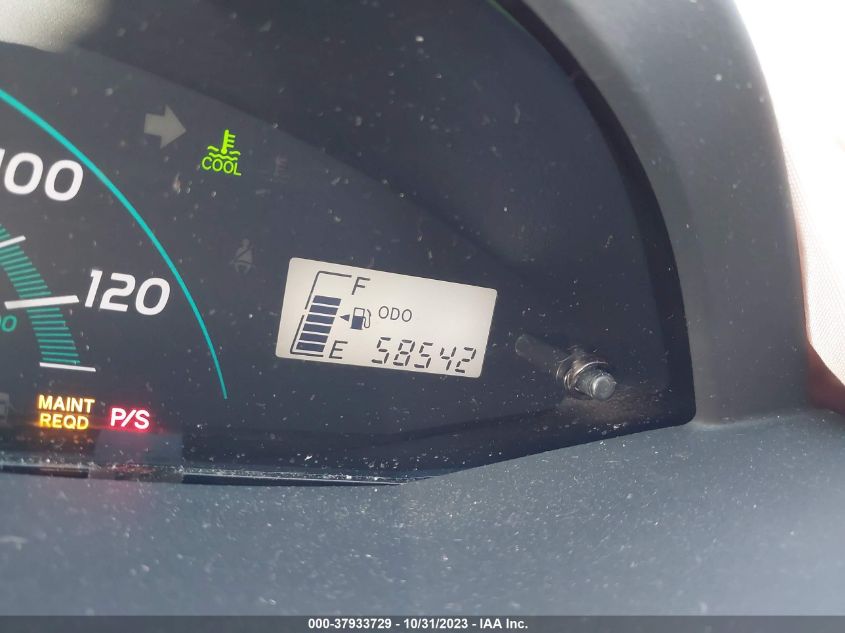 100
COOL
120
F
ODO
E
58542
MAINT
REQD
P/S
000-37933729 - 10/31/2023 - IAA Inc.